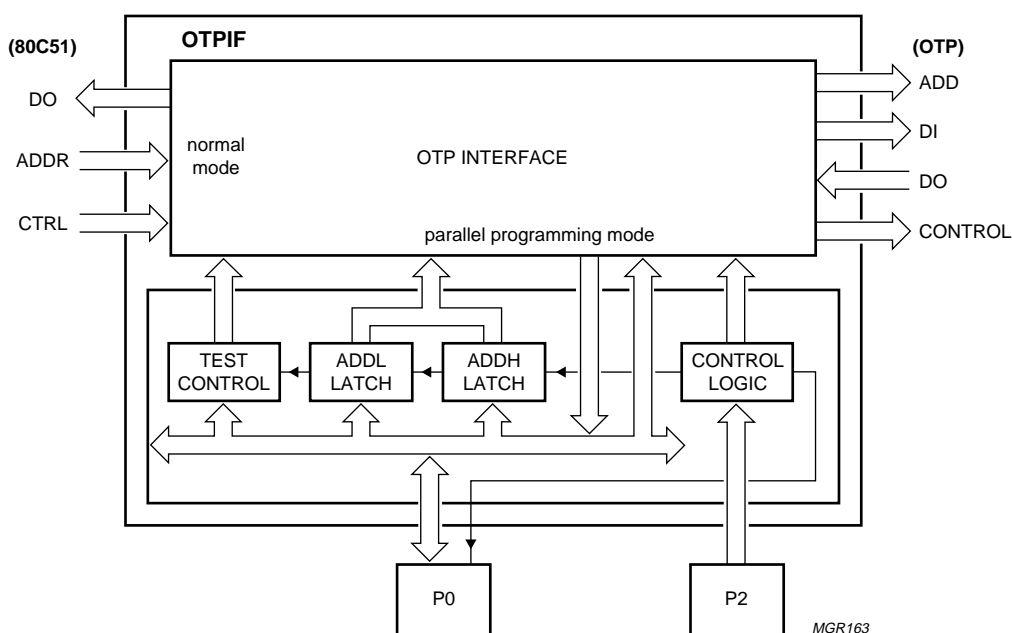 OTPIF
(80C51)
(OTP)
DO
ADDR
CTRL
normal
mode
OTP INTERFACE
parallel programming mode
ADD
DI
DO
CONTROL
TEST
CONTROL
ADDL
LATCH
ADDH
LATCH
CONTROL
LOGIC
P0
P2
MGR163